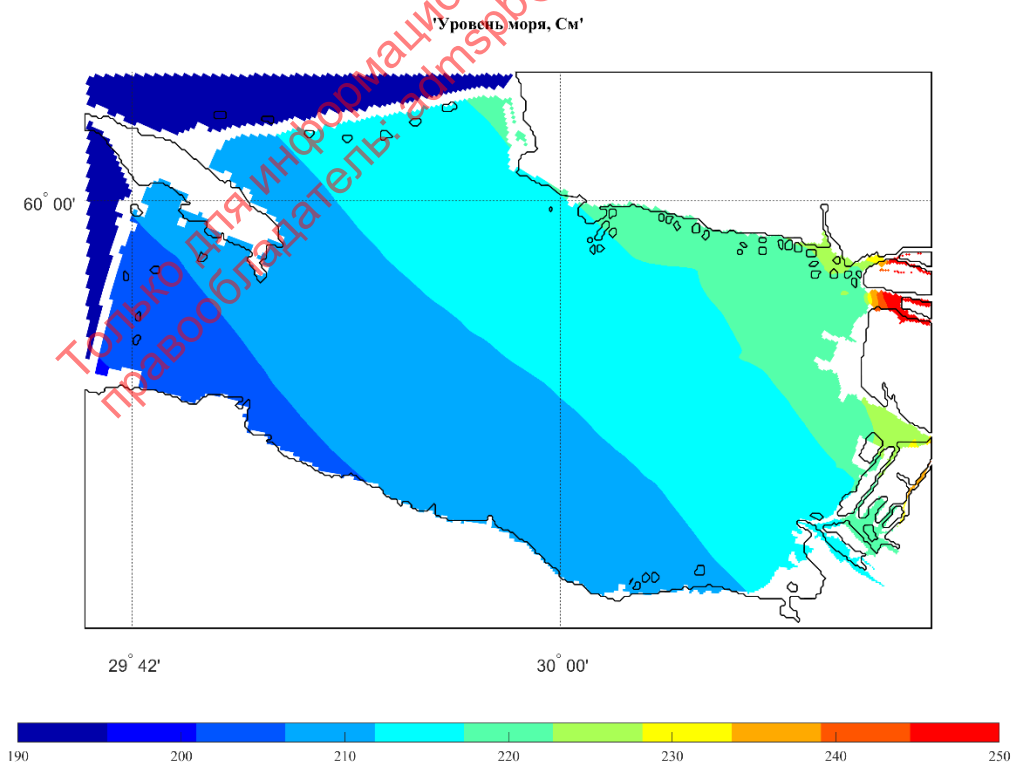 'Уровень моря, См'
Только для информацио
правообладатель: admspb
60° 00'
29° 42'
30° 00'
190 200 210 220 230 240 250